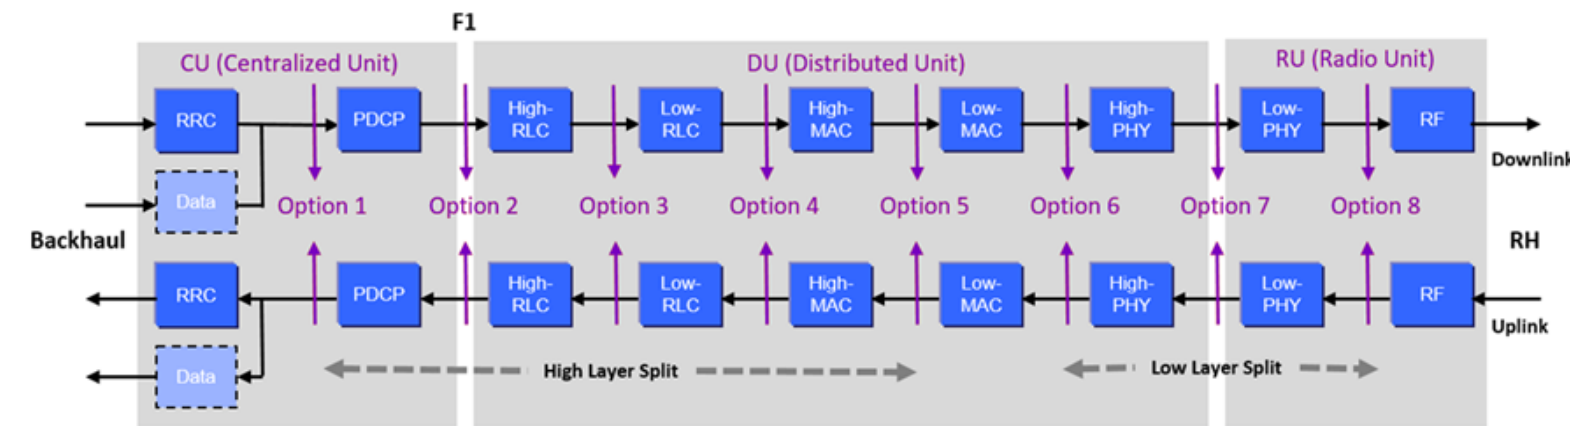 F1
CU (Centralized Unit)
DU (Distributed Unit)
RU (Radio Unit)
RRC
PDCP
High-
RLC
Low-
RLC
High-
MAC
Low-
MAC
High-
PHY
Low-
PHY
RF
Downlink
Data
Option 1
Option 2
Option 3
Option 4
Option 5
Option 6
Option 7
Option 8
Backhaul
RH
RRC
PDCP
High-
RLC
Low-
RLC
High-
MAC
Low-
MAC
High-
PHY
Low-
PHY
RF
Uplink
Data
High Layer Split
Low Layer Split